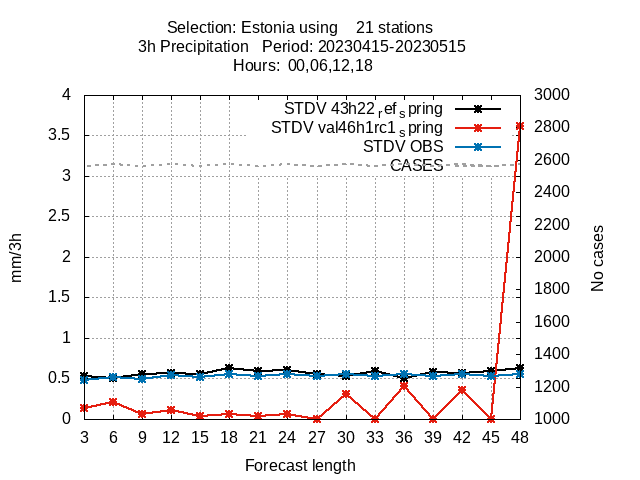 Selection: Estonia using    21 stations
3h Precipitation   Period: 20230415-20230515
Hours:  00,06,12,18
STDV 43h22_ref_spring
STDV val46h1rc1_spring
STDV OBS
CASES
4
3.5
3
2.5
2
1.5
1
0.5
0
3000
2800
2600
2400
2200
2000
1800
1600
1400
1200
1000
mm/3h
No cases
3 6 9 12 15 18 21 24 27 30 33 36 39 42 45 48
Forecast length